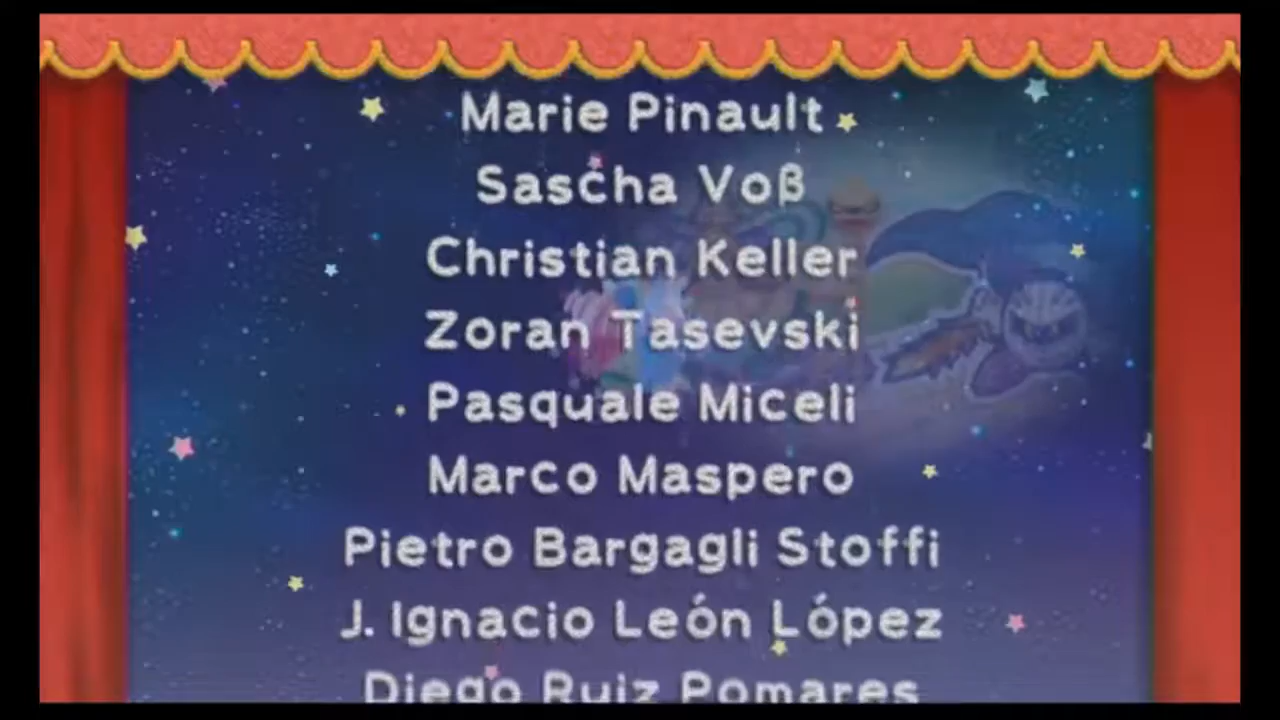 Marie Pinault
Sascha Voß
Christian Keller
Zoran Tasevski
Pasquale Miceli
Marco Maspero
Pietro Bargagli Stoffi
J. Ignacio León López
Diego Ruiz Pomares